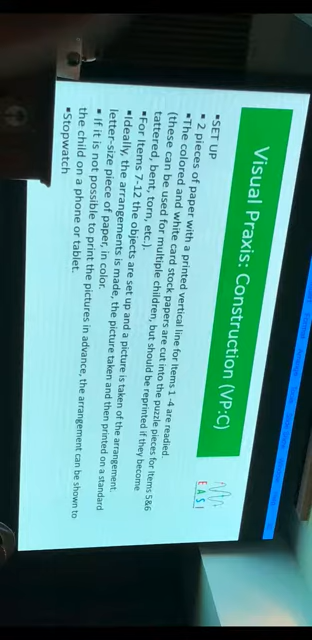 Visual Praxis: Construction (VP:C)
EASI
▪SET UP
▪ 2 pieces of paper with a printed vertical line for Items 1 -4 are readied.
▪The colored and white card stock papers are cut into the puzzle pieces for Items 5&6
(these can be used for multiple children, but should be reprinted if they become
tattered, bent, torn, etc.).
▪For Items 7-12 the objects are set up and a picture is taken of the arrangement.
▪Ideally, the arrangements is made, the picture taken and then printed on a standard
letter-size piece of paper, in color.
▪ If it is not possible to print the pictures in advance, the arrangement can be shown to
the child on a phone or tablet.
▪Stopwatch